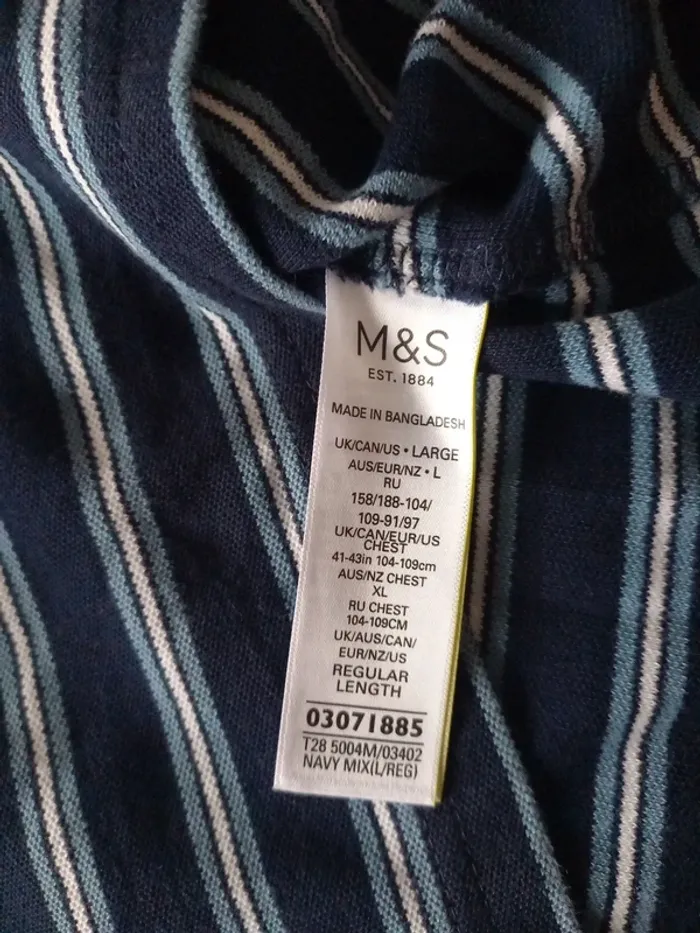 M&S
EST. 1884
MADE IN BANGLADESH
UK/CAN/US • LARGE
AUS/EUR/NZ • L
RU
158/188-104/
109-91/97
UK/CAN/EUR/US
CHEST
41-43in 104-109cm
AUS/NZ CHEST
XL
RU CHEST
104-109CM
UK/AUS/CAN/
EUR/NZ/US
REGULAR
LENGTH
03071885
T28 5004M/03402
NAVY MIX(L/REG)